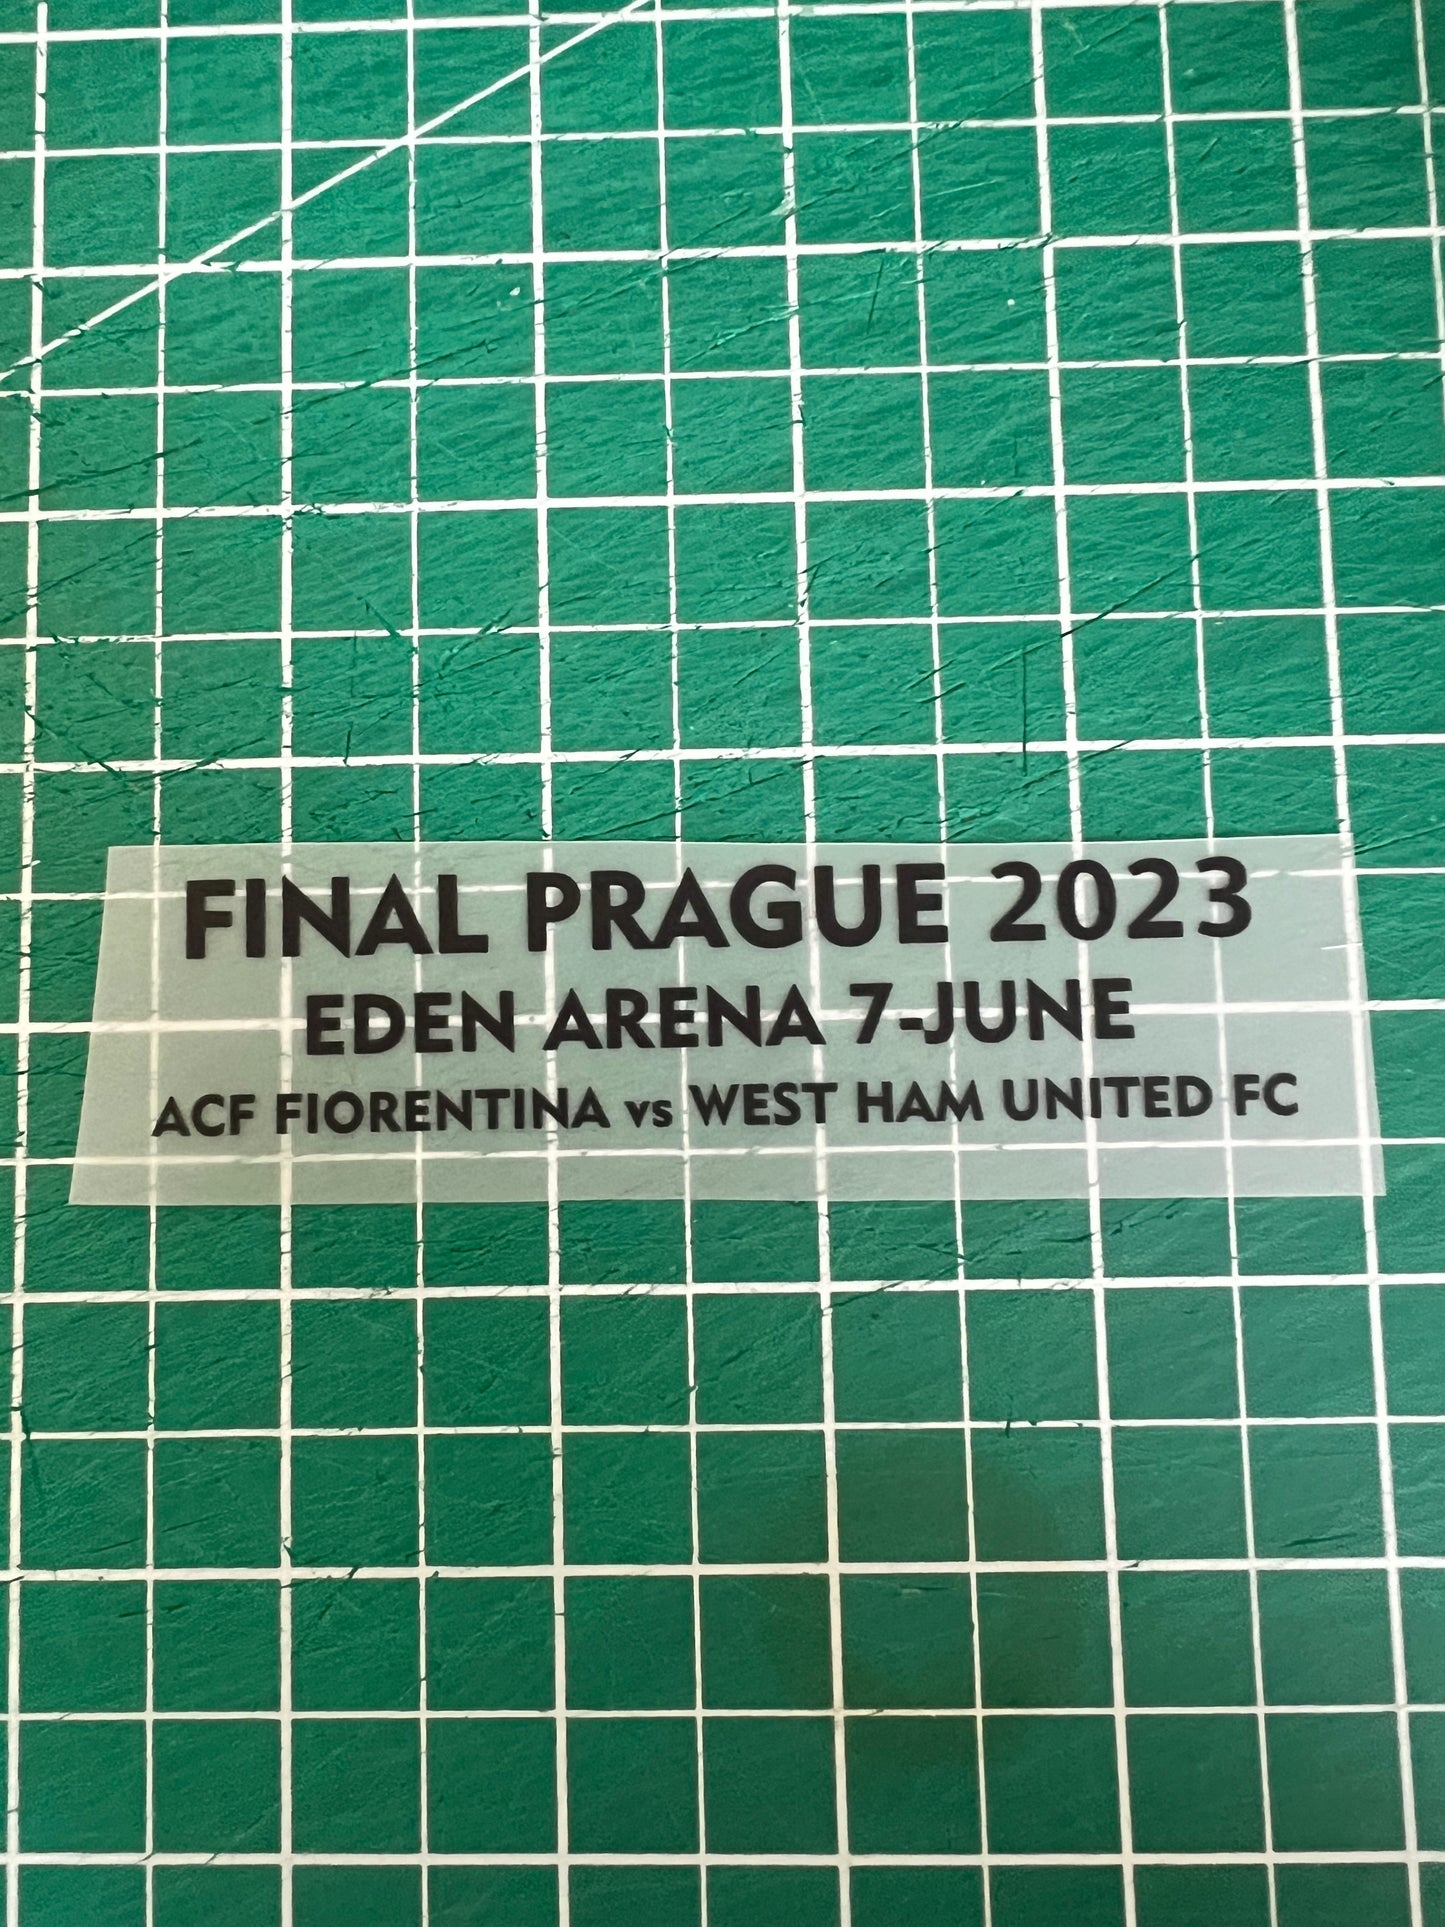 FINAL PRAGUE 2023
EDEN ARENA 7-JUNE
ACF FIORENTINA vs WEST HAM UNITED FC